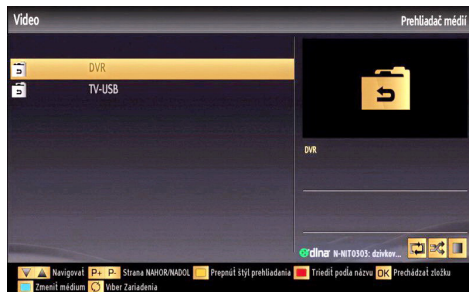 Video
Prehliadač médií
DVR
TV-USB
DVR
dlna N-NIT0303: dzivkov...
Navigovať P+ P- Strana NAHOR/NADOL Prepnúť štýl prehliadania Triediť podľa názvu OK Prechádzať zložku
Zmeniť médium Viber Zariadenia